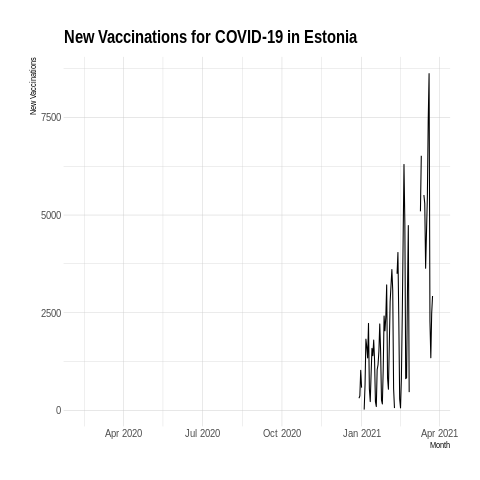 New Vaccinations for COVID-19 in Estonia
New Vaccinations
7500
5000
2500
0
Apr 2020 Jul 2020 Oct 2020 Jan 2021 Apr 2021
Month